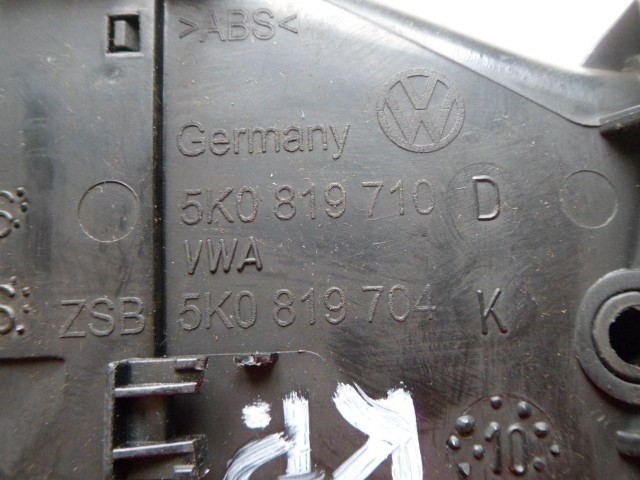 >ABS<
Germany
5K0 819 710 D
VWA
ZSB 5K0 819 704 K
10